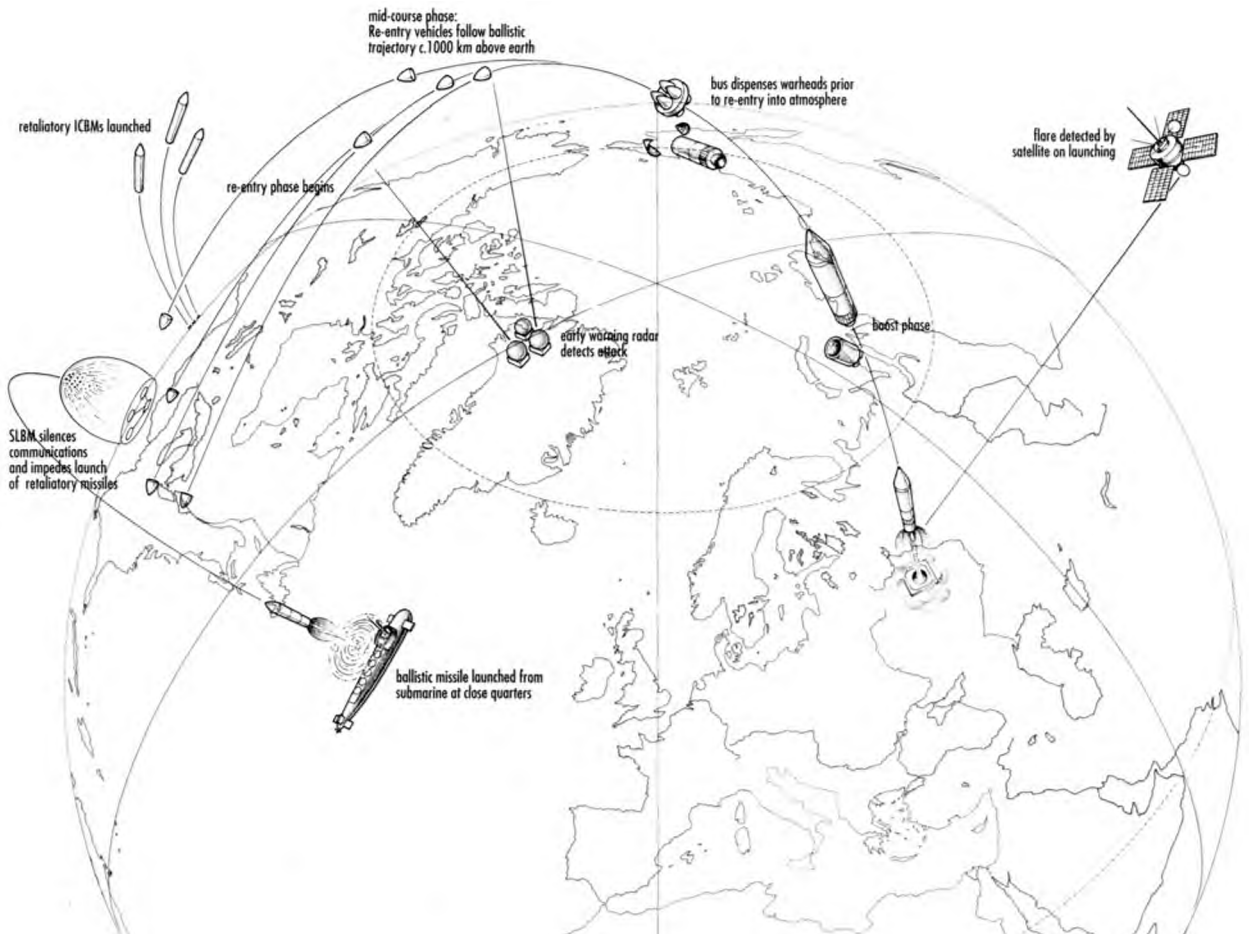 mid-course phase:
Re-entry vehicles follow ballistic
trajectory c.1000 km above earth
bus dispenses warheads prior
to re-entry into atmosphere
retaliatory ICBMs launched
flare detected by
satellite on launching
re-entry phase begins
early warning radar
detects attack
boost phase
SLBM silences
communications
and impedes launch
of retaliatory missiles
ballistic missile launched from
submarine at close quarters